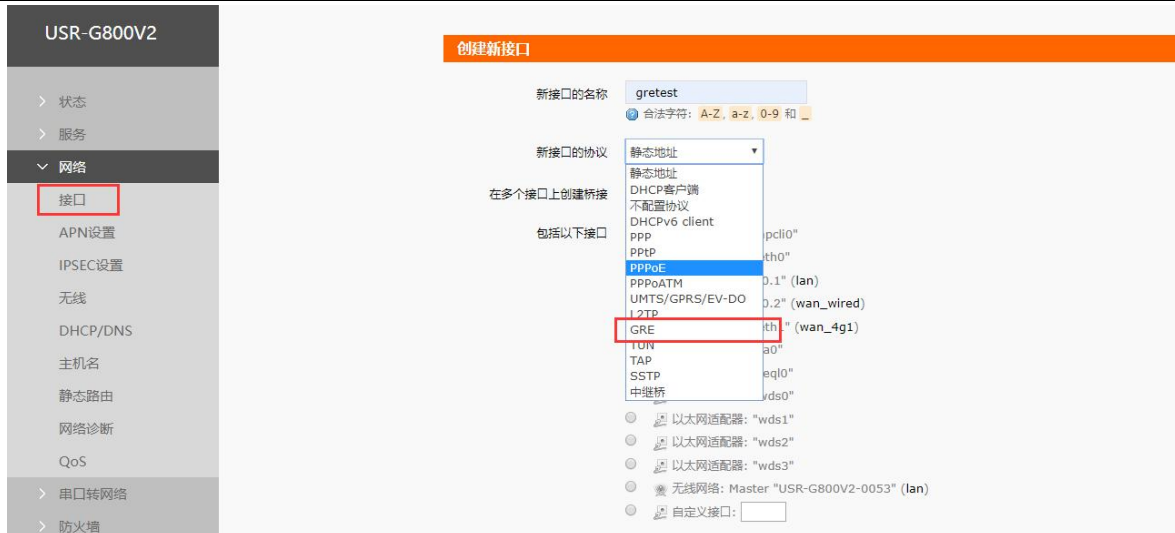 USR-G800V2
状态
服务
网络
接口
APN设置
IPSEC设置
无线
DHCP/DNS
主机名
静态路由
网络诊断
QoS
串口转网络
防火墙
创建新接口
新接口的名称 gretest
合法字符: A-Z, a-z, 0-9 和 _
新接口的协议 静态地址
静态地址
DHCP客户端
不配置协议
DHCPv6 client
PPP
PPtP
PPPoE
PPPoATM
UMTS/GPRS/EV-DO
L2TP
GRE
TUN
TAP
SSTP
中继桥
在多个接口上创建桥接
包括以下接口
pcli0"
th0"
0.1" (lan)
0.2" (wan_wired)
eth1" (wan_4g1)
a0"
eql0"
wds0"
以太网适配器: "wds1"
以太网适配器: "wds2"
以太网适配器: "wds3"
无线网络: Master "USR-G800V2-0053" (lan)
自定义接口: